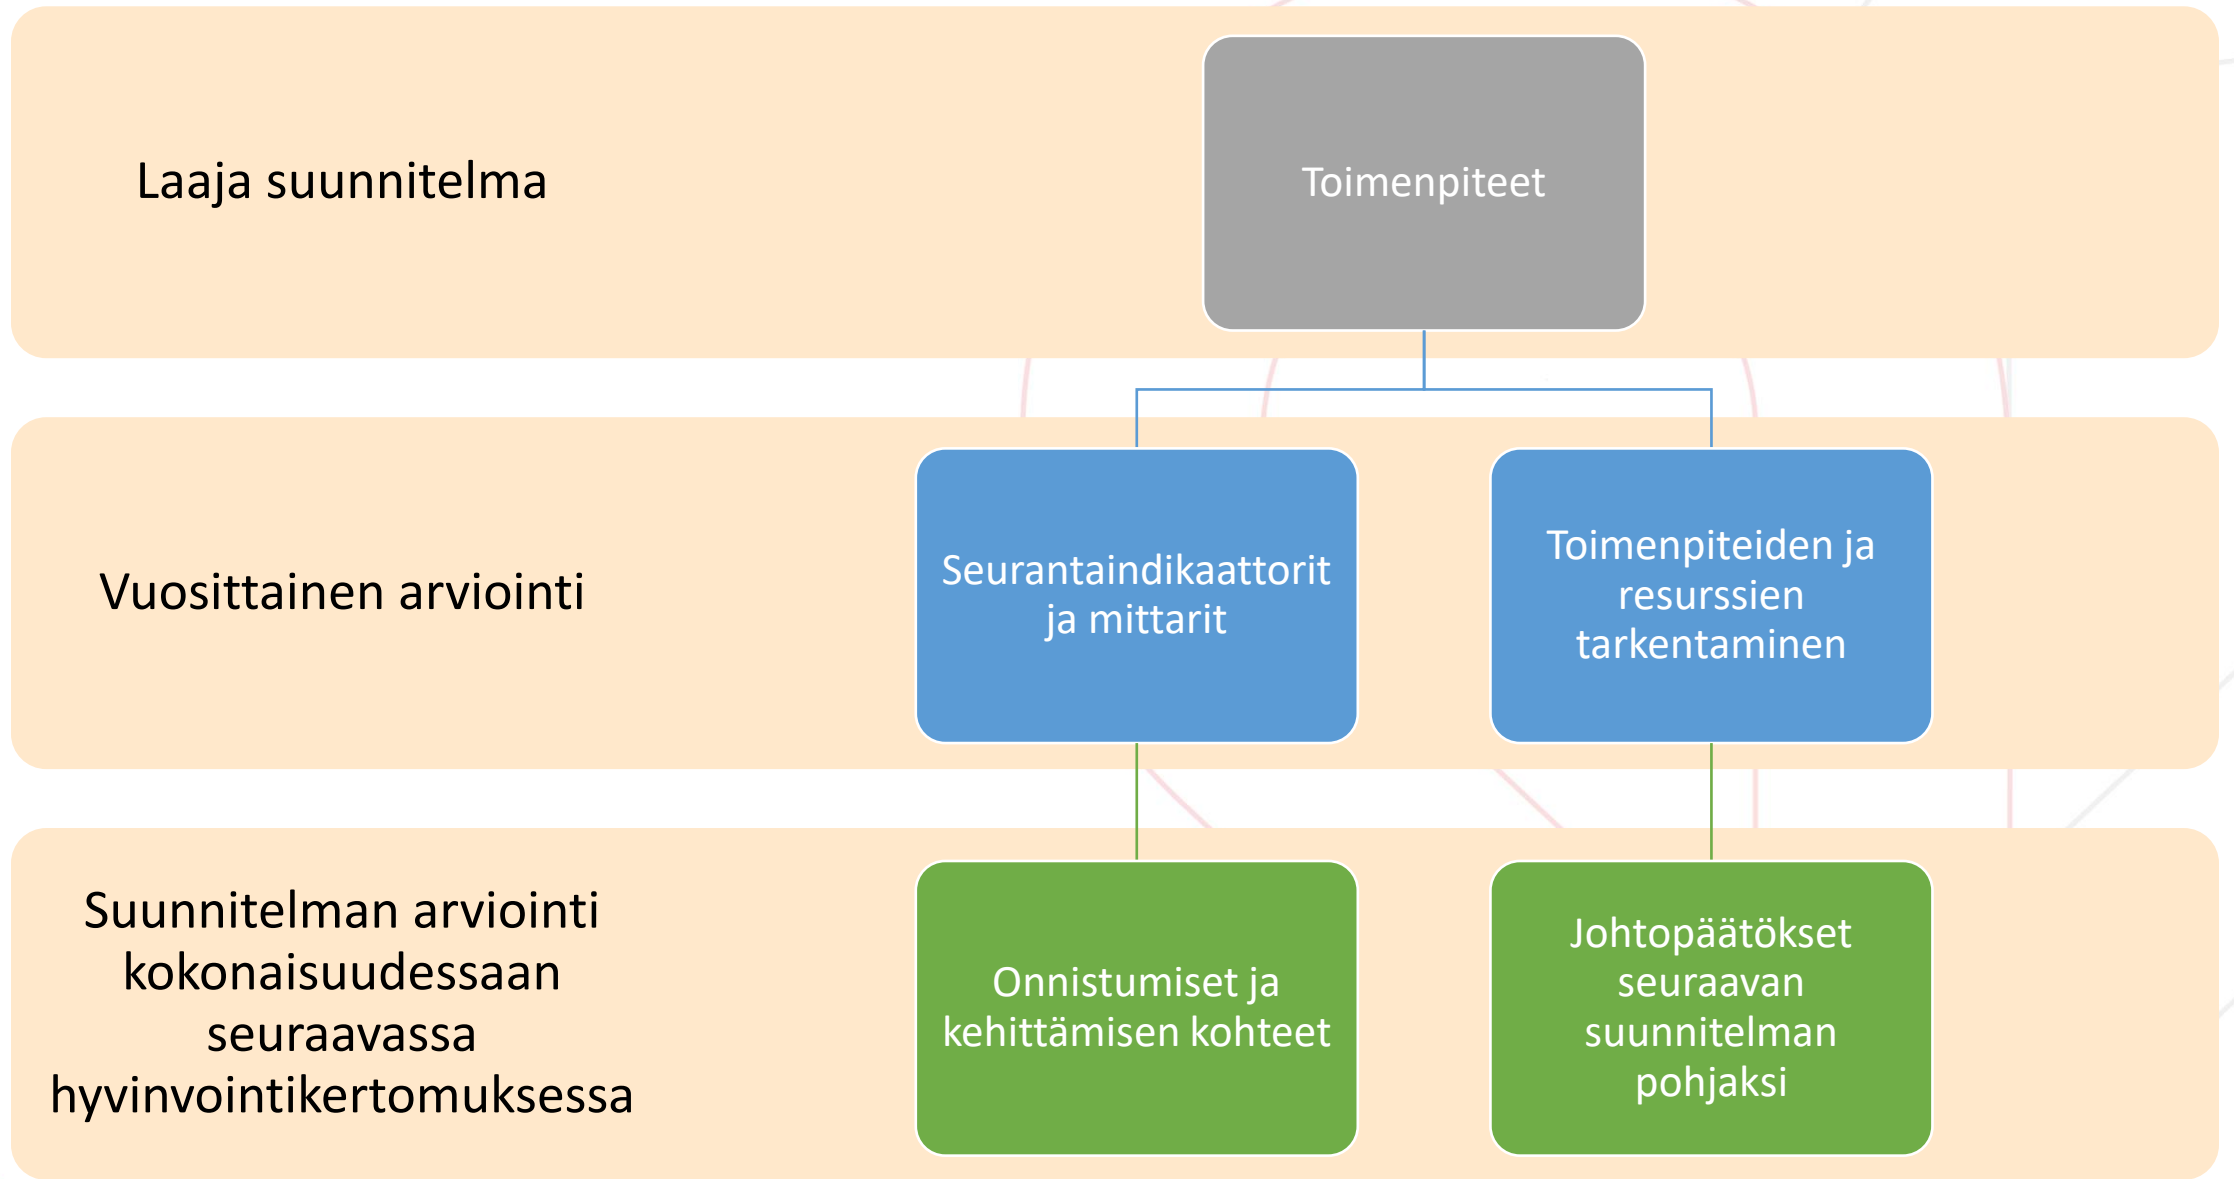 Laaja suunnitelma
Toimenpiteet
Vuosittainen arviointi
Seurantaindikaattorit
ja mittarit
Toimenpiteiden ja
resurssien
tarkentaminen
Suunnitelman arviointi
kokonaisuudessaan
seuraavassa
hyvinvointikertomuksessa
Onnistumiset ja
kehittämisen kohteet
Johtopäätökset
seuraavan
suunnitelman
pohjaksi